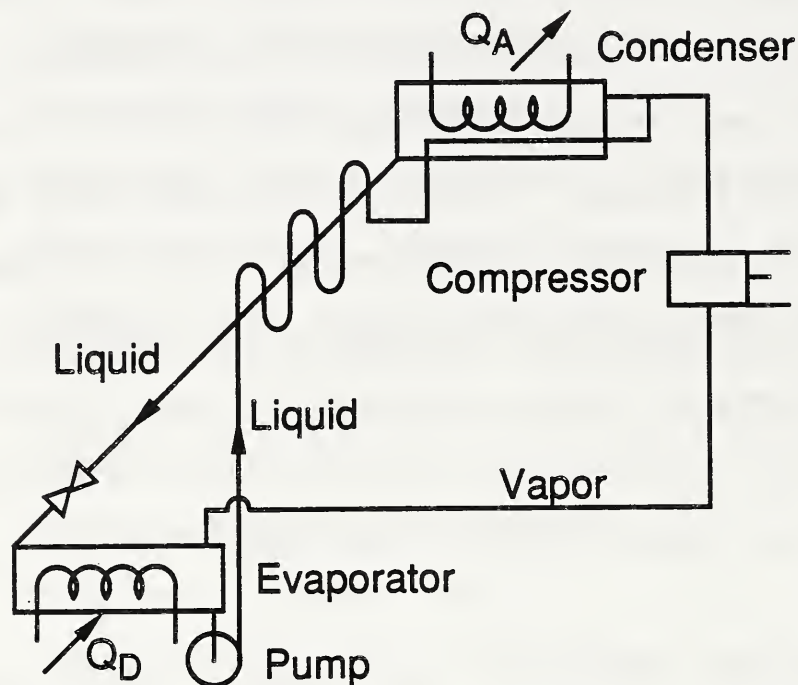 QA
Condenser
Compressor
Liquid
Liquid
Vapor
Evaporator
QD
Pump